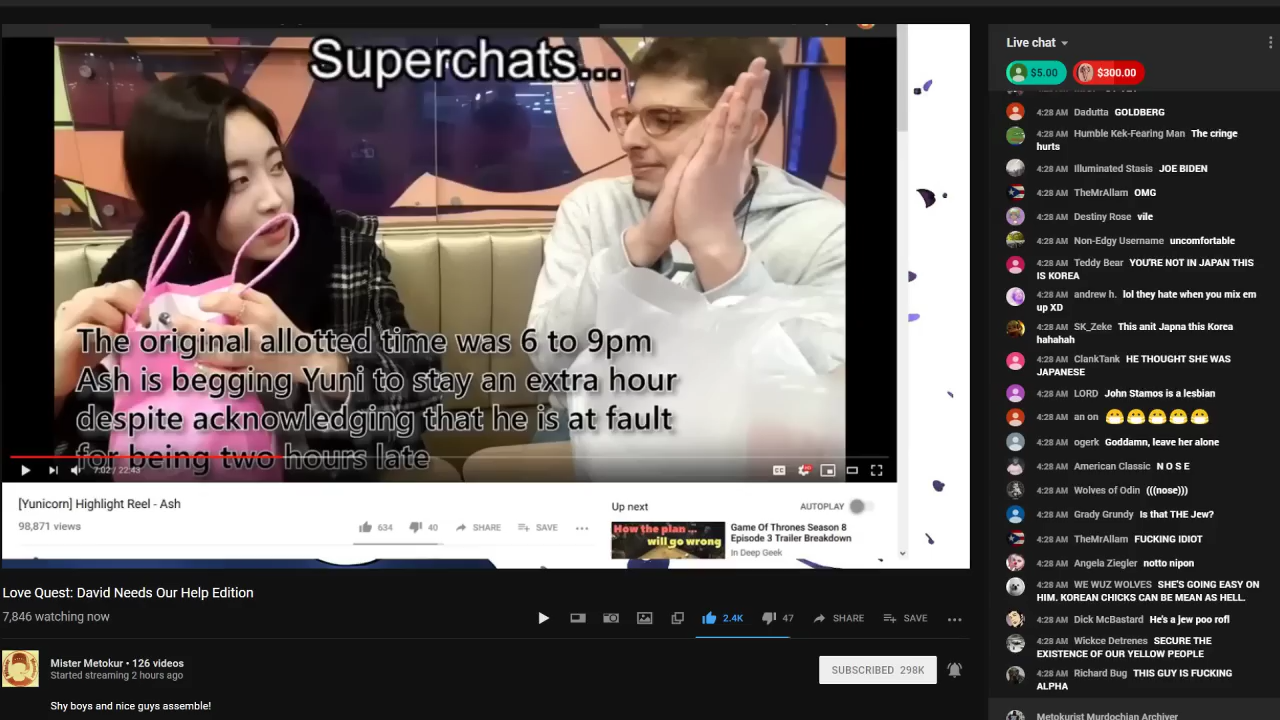 Superchats...
The original allotted time was 6 to 9pm
Ash is begging Yuni to stay an extra hour
despite acknowledging that he is at fault
for being two hours late
7:02 / 22:43
CC
[Yunicorn] Highlight Reel - Ash
98,871 views
634
40
SHARE
SAVE
Up next
AUTOPLAY
How the plan ...
will go wrong
Game Of Thrones Season 8
Episode 3 Trailer Breakdown
In Deep Geek
Love Quest: David Needs Our Help Edition
7,846 watching now
2.4K
47
SHARE
SAVE
Mister Metokur • 126 videos
Started streaming 2 hours ago
SUBSCRIBED 298K
Shy boys and nice guys assemble!
Live chat
$5.00
$300.00
4:28 AM Dadutta GOLDBERG
4:28 AM Humble Kek-Fearing Man The cringe
hurts
4:28 AM Illuminated Stasis JOE BIDEN
4:28 AM TheMrAllam OMG
4:28 AM Destiny Rose vile
4:28 AM Non-Edgy Username uncomfortable
4:28 AM Teddy Bear YOU'RE NOT IN JAPAN THIS
IS KOREA
4:28 AM andrew h. lol they hate when you mix em
up XD
4:28 AM SK_Zeke This anit Japna this Korea
hahahah
4:28 AM ClankTank HE THOUGHT SHE WAS
JAPANESE
4:28 AM LORD John Stamos is a lesbian
4:28 AM an on 😷😷😷😷😷
4:28 AM ogerk Goddamn, leave her alone
4:28 AM American Classic N O S E
4:28 AM Wolves of Odin (((nose)))
4:28 AM Grady Grundy Is that THE Jew?
4:28 AM TheMrAllam FUCKING IDIOT
4:28 AM Angela Ziegler notto nipon
4:28 AM WE WUZ WOLVES SHE'S GOING EASY ON
HIM. KOREAN CHICKS CAN BE MEAN AS HELL.
4:28 AM Dick McBastard He's a jew poo rofl
4:28 AM Wickce Detrenes SECURE THE
EXISTENCE OF OUR YELLOW PEOPLE
4:28 AM Richard Bug THIS GUY IS FUCKING
ALPHA
Metokurist Murdochian Archiver